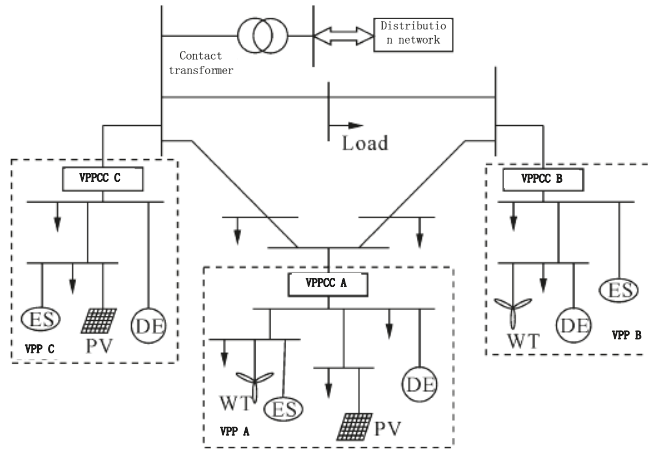 Contact
transformer
Distributio
n network
Load
VPPCC C
VPPCC B
VPPCC A
ES
PV
DE
VPP C
WT
DE
ES
VPP B
WT
ES
PV
DE
VPP A